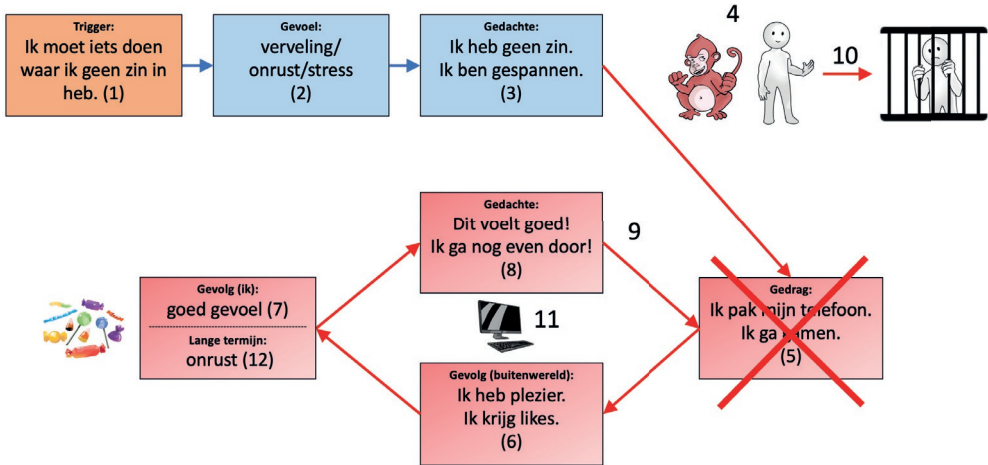 Trigger:
Ik moet iets doen
waar ik geen zin in
heb. (1)
Gevoel:
verveling/
onrust/stress
(2)
Gedachte:
Ik heb geen zin.
Ik ben gespannen.
(3)
4
10
Gedachte:
Dit voelt goed!
Ik ga nog even door!
(8)
9
Gevolg (ik):
goed gevoel (7)
Lange termijn:
onrust (12)
11
Gedrag:
Ik pak mijn telefoon.
Ik ga gamen.
(5)
Gevolg (buitenwereld):
Ik heb plezier.
Ik krijg likes.
(6)